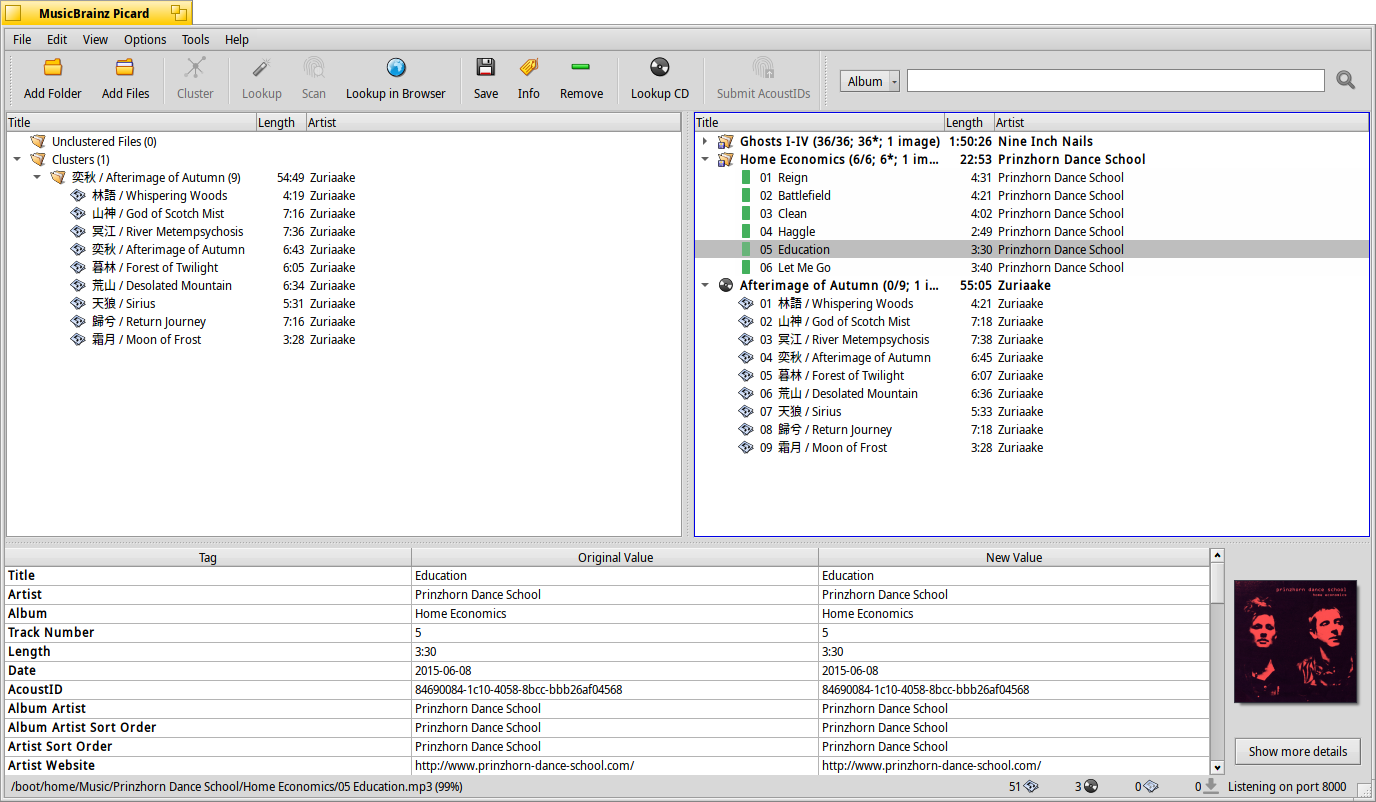 MusicBrainz Picard
File Edit View Options Tools Help
Add Folder Add Files Cluster Lookup Scan Lookup in Browser Save Info Remove Lookup CD Submit AcoustIDs Album
Title Length Artist
Unclustered Files (0)
Clusters (1)
奕秋 / Afterimage of Autumn (9) 54:49 Zuriaake
林語 / Whispering Woods 4:19 Zuriaake
山神 / God of Scotch Mist 7:16 Zuriaake
冥江 / River Metempsychosis 7:36 Zuriaake
奕秋 / Afterimage of Autumn 6:43 Zuriaake
暮林 / Forest of Twilight 6:05 Zuriaake
荒山 / Desolated Mountain 6:34 Zuriaake
天狼 / Sirius 5:31 Zuriaake
歸兮 / Return Journey 7:16 Zuriaake
霜月 / Moon of Frost 3:28 Zuriaake
Title Length Artist
Ghosts I-IV (36/36; 36*; 1 image) 1:50:26 Nine Inch Nails
Home Economics (6/6; 6*; 1 im... 22:53 Prinzhorn Dance School
01 Reign 4:31 Prinzhorn Dance School
02 Battlefield 4:21 Prinzhorn Dance School
03 Clean 4:02 Prinzhorn Dance School
04 Haggle 2:49 Prinzhorn Dance School
05 Education 3:30 Prinzhorn Dance School
06 Let Me Go 3:40 Prinzhorn Dance School
Afterimage of Autumn (0/9; 1 i... 55:05 Zuriaake
01 林語 / Whispering Woods 4:21 Zuriaake
02 山神 / God of Scotch Mist 7:18 Zuriaake
03 冥江 / River Metempsychosis 7:38 Zuriaake
04 奕秋 / Afterimage of Autumn 6:45 Zuriaake
05 暮林 / Forest of Twilight 6:07 Zuriaake
06 荒山 / Desolated Mountain 6:36 Zuriaake
07 天狼 / Sirius 5:33 Zuriaake
08 歸兮 / Return Journey 7:18 Zuriaake
09 霜月 / Moon of Frost 3:28 Zuriaake
Tag Original Value New Value
Title Education Education
Artist Prinzhorn Dance School Prinzhorn Dance School
Album Home Economics Home Economics
Track Number 5 5
Length 3:30 3:30
Date 2015-06-08 2015-06-08
AcoustID 84690084-1c10-4058-8bcc-bbb26af04568 84690084-1c10-4058-8bcc-bbb26af04568
Album Artist Prinzhorn Dance School Prinzhorn Dance School
Album Artist Sort Order Prinzhorn Dance School Prinzhorn Dance School
Artist Sort Order Prinzhorn Dance School Prinzhorn Dance School
Artist Website http://www.prinzhorn-dance-school.com/ http://www.prinzhorn-dance-school.com/
prinzhorn dance school
home economics
Show more details
/boot/home/Music/Prinzhorn Dance School/Home Economics/05 Education.mp3 (99%) 51 3 0 0 Listening on port 8000